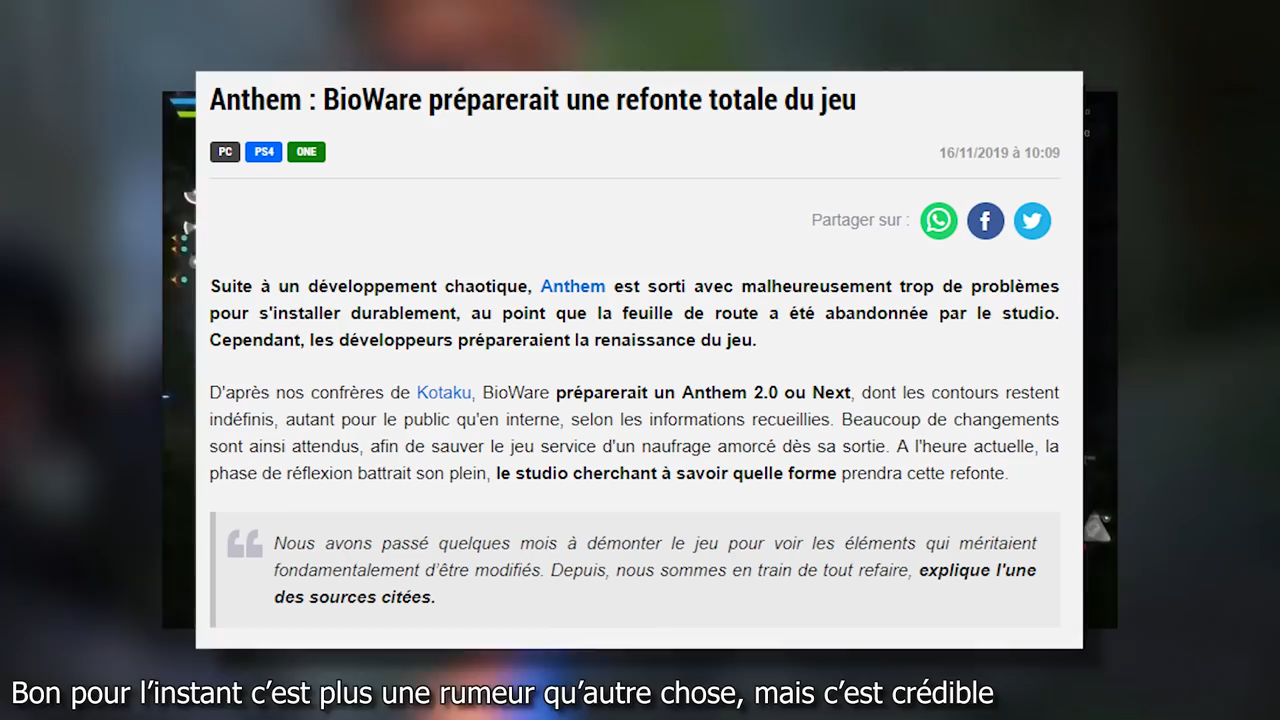 Anthem : BioWare préparerait une refonte totale du jeu
PC PS4 ONE
16/11/2019 à 10:09
Partager sur :
Suite à un développement chaotique, Anthem est sorti avec malheureusement trop de problèmes
pour s'installer durablement, au point que la feuille de route a été abandonnée par le studio.
Cependant, les développeurs prépareraient la renaissance du jeu.
D'après nos confrères de Kotaku, BioWare préparerait un Anthem 2.0 ou Next, dont les contours restent
indéfinis, autant pour le public qu'en interne, selon les informations recueillies. Beaucoup de changements
sont ainsi attendus, afin de sauver le jeu service d'un naufrage amorcé dès sa sortie. A l'heure actuelle, la
phase de réflexion battrait son plein, le studio cherchant à savoir quelle forme prendra cette refonte.
Nous avons passé quelques mois à démonter le jeu pour voir les éléments qui méritaient
fondamentalement d’être modifiés. Depuis, nous sommes en train de tout refaire, explique l'une
des sources citées.
Bon pour l’instant c’est plus une rumeur qu’autre chose, mais c’est crédible